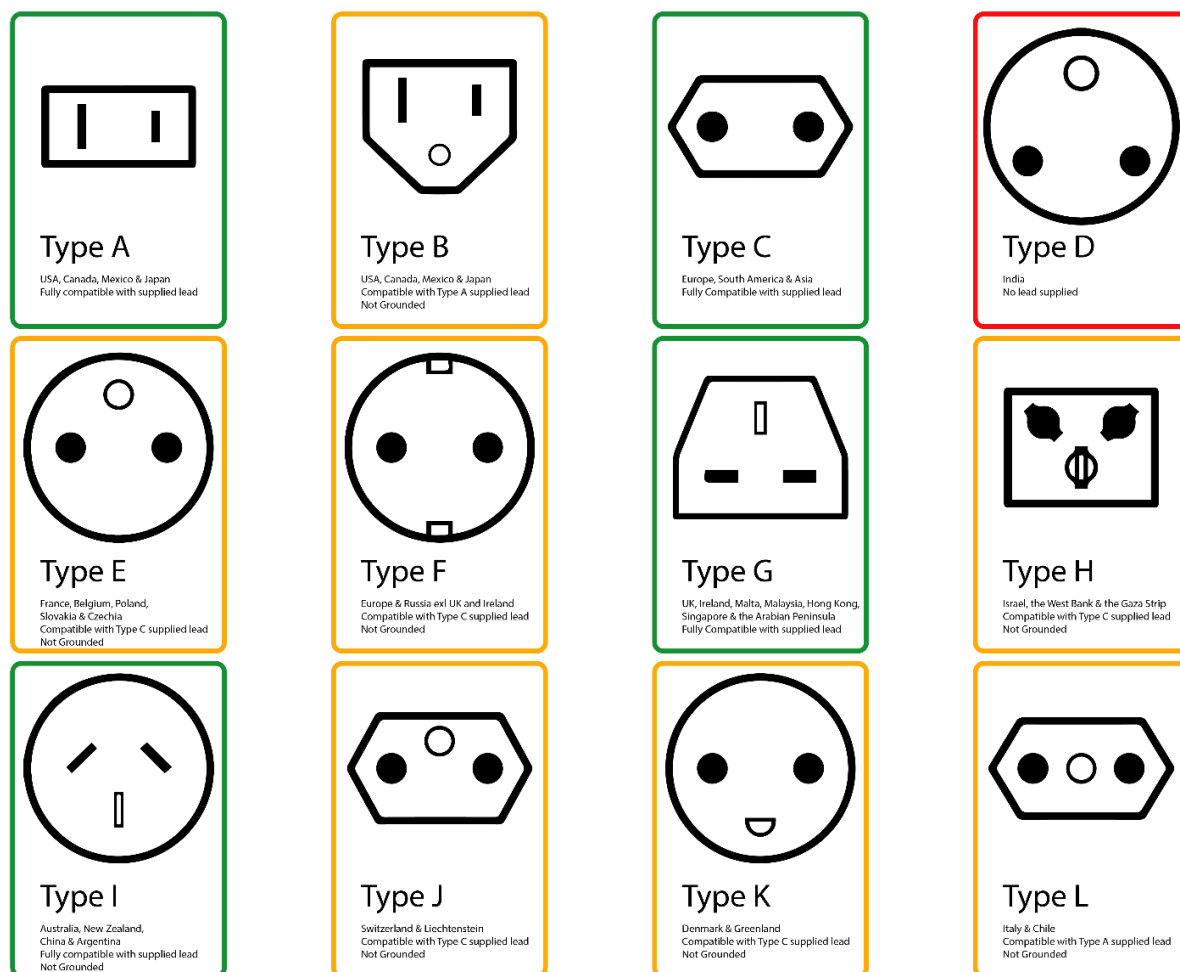 Type A
USA, Canada, Mexico & Japan
Fully compatible with supplied lead
Type B
USA, Canada, Mexico & Japan
Compatible with Type A supplied lead
Not Grounded
Type C
Europe, South America & Asia
Fully Compatible with supplied lead
Type D
India
No lead supplied
Type E
France, Belgium, Poland,
Slovakia & Czechia
Compatible with Type C supplied lead
Not Grounded
Type F
Europe & Russia exl UK and Ireland
Compatible with Type C supplied lead
Not Grounded
Type G
UK, Ireland, Malta, Malaysia, Hong Kong,
Singapore & the Arabian Peninsula
Fully Compatible with supplied lead
Type H
Israel, the West Bank & the Gaza Strip
Compatible with Type C supplied lead
Not Grounded
Type I
Australia, New Zealand,
China & Argentina
Fully compatible with supplied lead
Not Grounded
Type J
Switzerland & Liechtenstein
Compatible with Type C supplied lead
Not Grounded
Type K
Denmark & Greenland
Compatible with Type C supplied lead
Not Grounded
Type L
Italy & Chile
Compatible with Type A supplied lead
Not Grounded